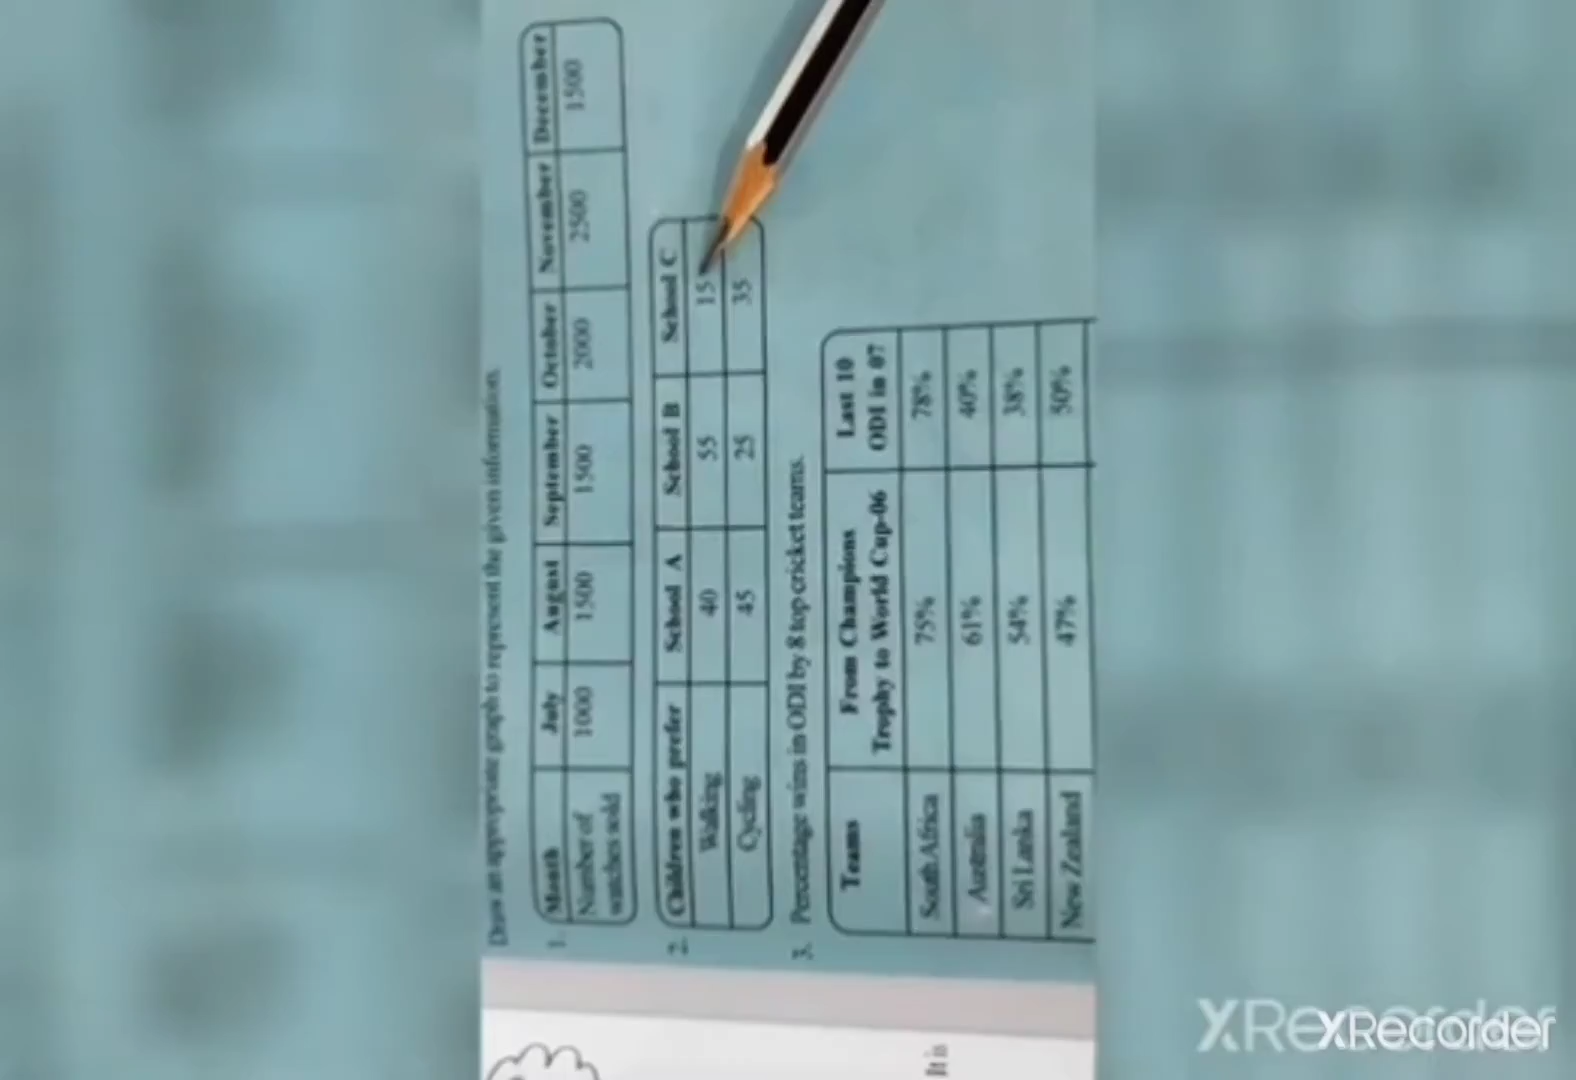 Draw an appropriate graph to represent the given information.
1. Month July August September October November December
Number of watches sold 1000 1500 1500 2000 2500 1500
2. Children who prefer School A School B School C
Walking 40 55 15
Cycling 45 25 35
3. Percentage wins in ODI by 8 top cricket teams.
Teams From Champions Trophy to World Cup-06 Last 10 ODI in 07
South Africa 75% 78%
Australia 61% 40%
Sri Lanka 54% 38%
New Zealand 47% 50%
It is
XRecorder
XRecorder